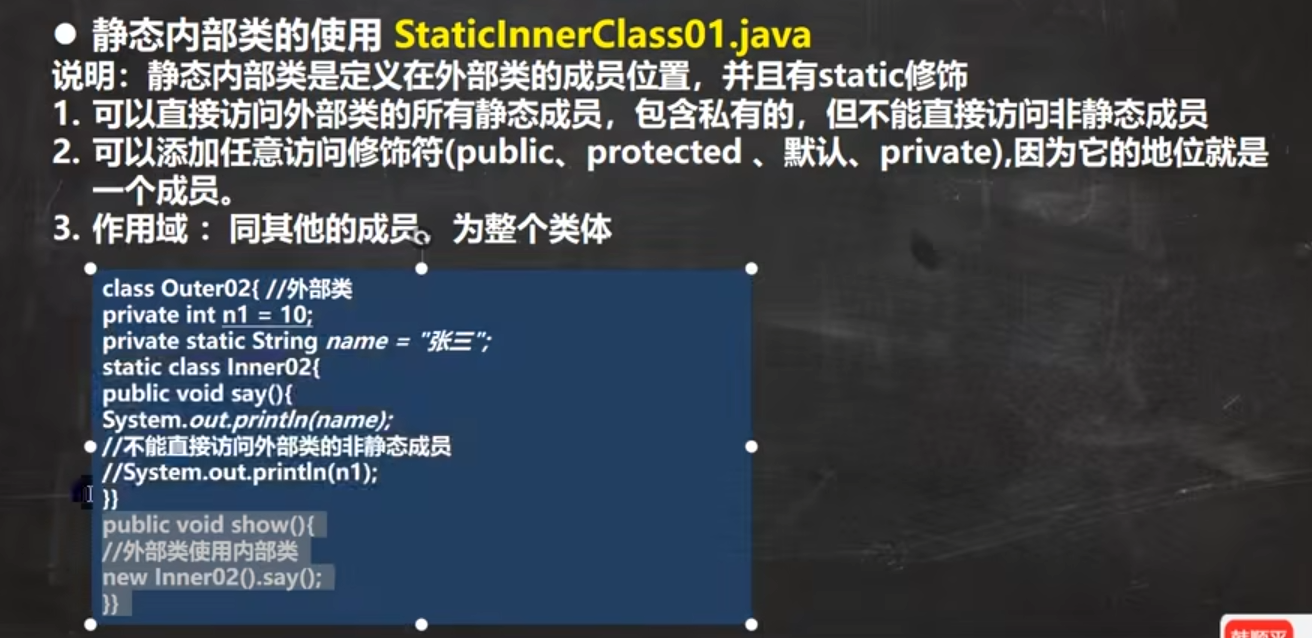 ● 静态内部类的使用 StaticInnerClass01.java
说明：静态内部类是定义在外部类的成员位置，并且有static修饰
1. 可以直接访问外部类的所有静态成员，包含私有的，但不能直接访问非静态成员
2. 可以添加任意访问修饰符(public、protected 、默认、private),因为它的地位就是
一个成员。
3. 作用域 ：同其他的成员，为整个类体
class Outer02{ //外部类
private int n1 = 10;
private static String name = "张三";
static class Inner02{
public void say(){
System.out.println(name);
//不能直接访问外部类的非静态成员
//System.out.println(n1);
}}
public void show(){
//外部类使用内部类
new Inner02().say();
}}
韩顺平